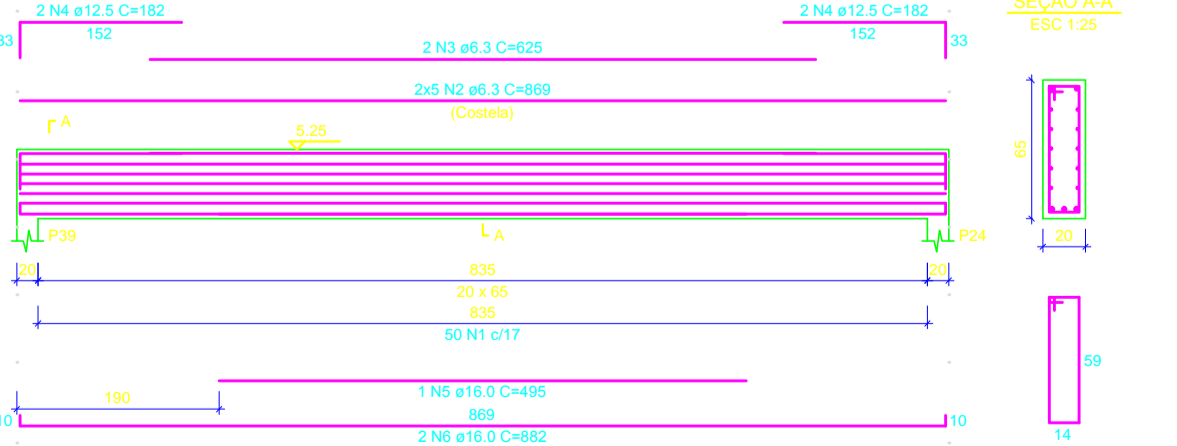 2 N4 ø12.5 C=182
2 N4 ø12.5 C=182
SEÇÃO A-A
ESC 1:25
152
152
33
33
2 N3 ø6.3 C=625
2x5 N2 ø6.3 C=869
(Costela)
A
5.25
65
P39
A
P24
20
20
835
20
20 x 65
835
50 N1 c/17
59
190
1 N5 ø16.0 C=495
10
869
10
2 N6 ø16.0 C=882
14